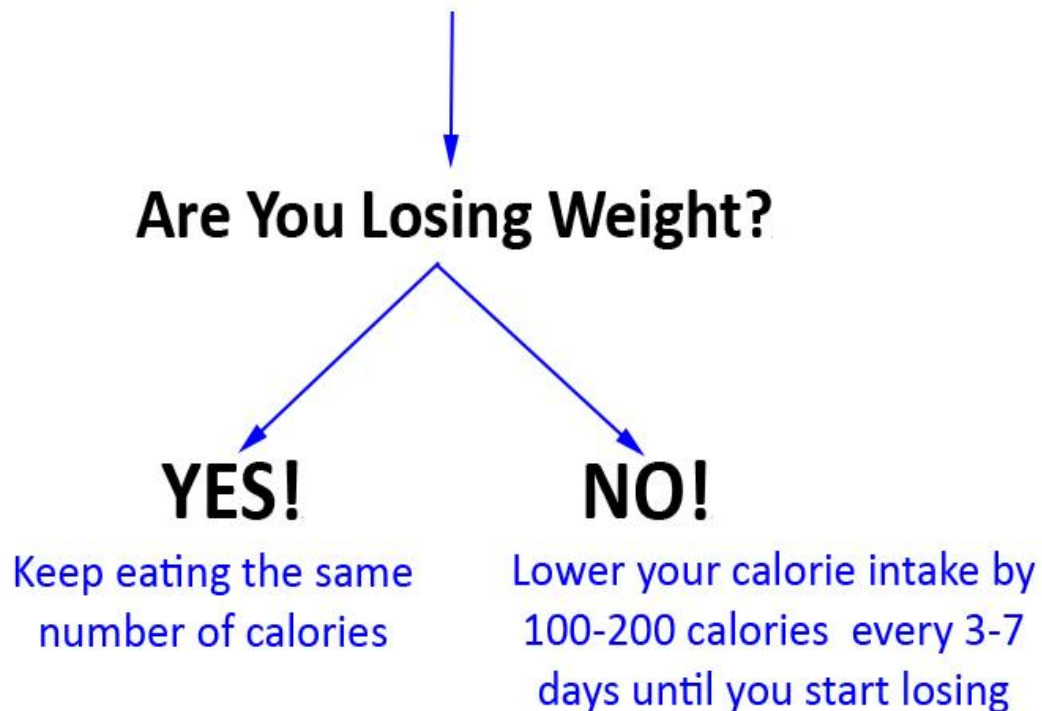 Are You Losing Weight?
YES!
Keep eating the same
number of calories
NO!
Lower your calorie intake by
100-200 calories every 3-7
days until you start losing